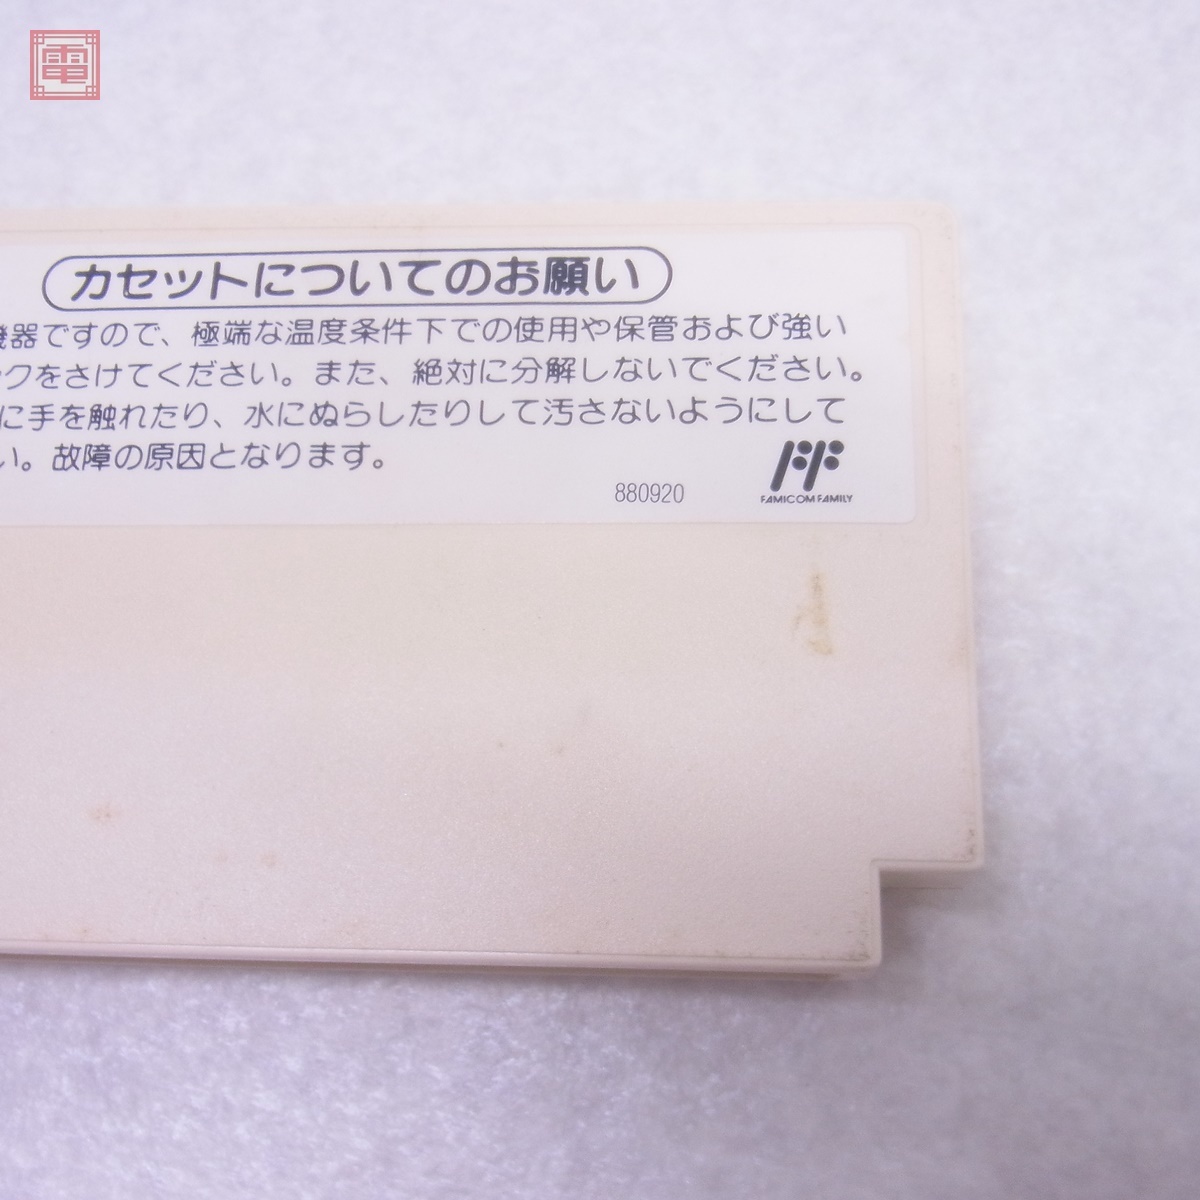 電
カセットについてのお願い
機器ですので、極端な温度条件下での使用や保管および強い
ックをさけてください。また、絶対に分解しないでください。
に手を触れたり、水にぬらしたりして汚さないようにして
い。故障の原因となります。
880920
FF
FAMICOM FAMILY